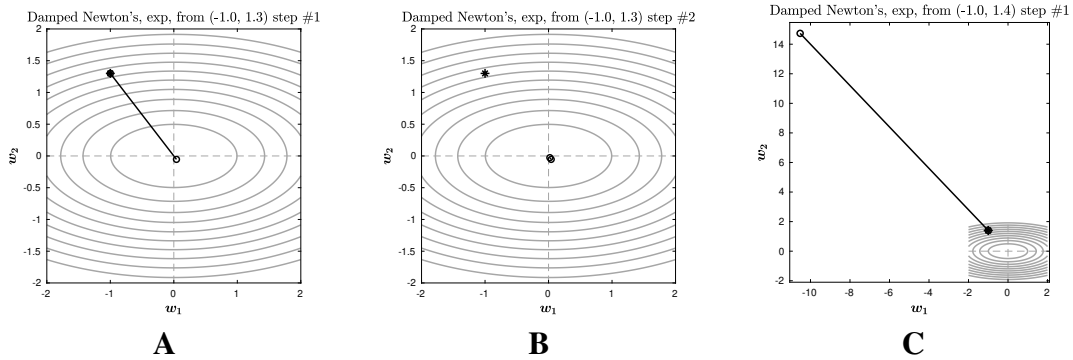 Damped Newton's, exp, from (-1.0, 1.3) step #1
2
1.5
1
0.5
0
-0.5
-1
-1.5
-2
w2
-2 -1 0 1 2
w1
A
Damped Newton's, exp, from (-1.0, 1.3) step #2
2
1.5
1
0.5
0
-0.5
-1
-1.5
-2
w2
-2 -1 0 1 2
w1
B
Damped Newton's, exp, from (-1.0, 1.4) step #1
14
12
10
8
6
4
2
0
-2
w2
-10 -8 -6 -4 -2 0 2
w1
C